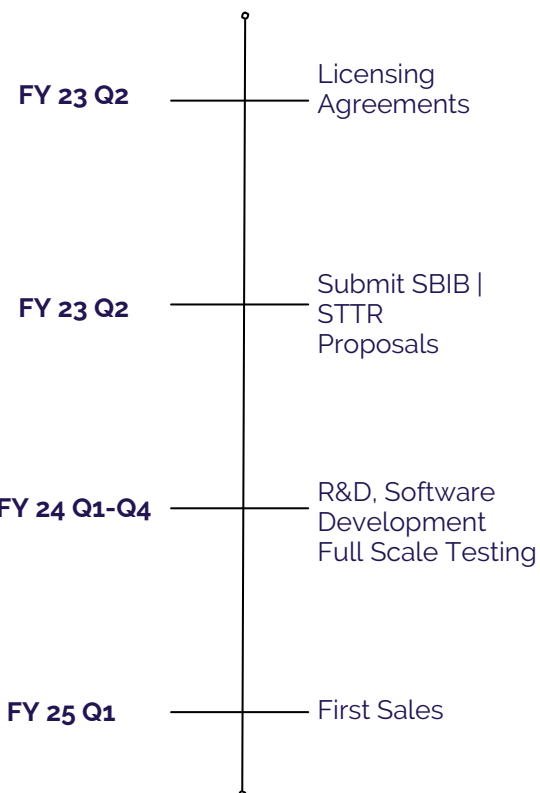 FY 23 Q2
Licensing
Agreements
FY 23 Q2
Submit SBIB |
STTR
Proposals
FY 24 Q1-Q4
R&D, Software
Development
Full Scale Testing
FY 25 Q1
First Sales